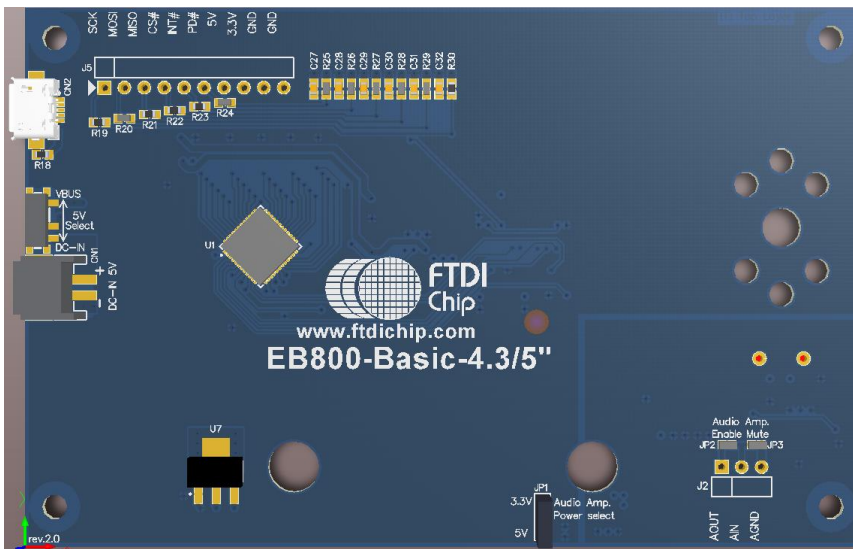 SCK MOSI MISO CS# INT# PD# 5V 3.3V GND GND
J5
C27 R25 C28 R26 C29 R27 C30 R28 C31 R29 C32 R30
CN2
R19 R20 R21 R22 R23 R24
R18
VBUS
5V
Select
DC-IN
CN1
DC-IN 5V
+
-
U1
FTDI
Chip
www.ftdichip.com
EB800-Basic-4.3/5"
U7
JP1
3.3V
5V
Audio Amp.
Power select
Audio Amp.
Enable Mute
JP2 JP3
J2
AOUT AIN AGND
rev.2.0